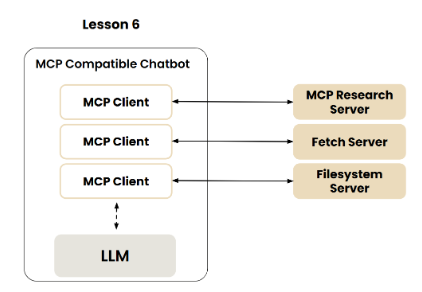 Lesson 6
MCP Compatible Chatbot
MCP Client
MCP Research
Server
MCP Client
Fetch Server
MCP Client
Filesystem
Server
LLM